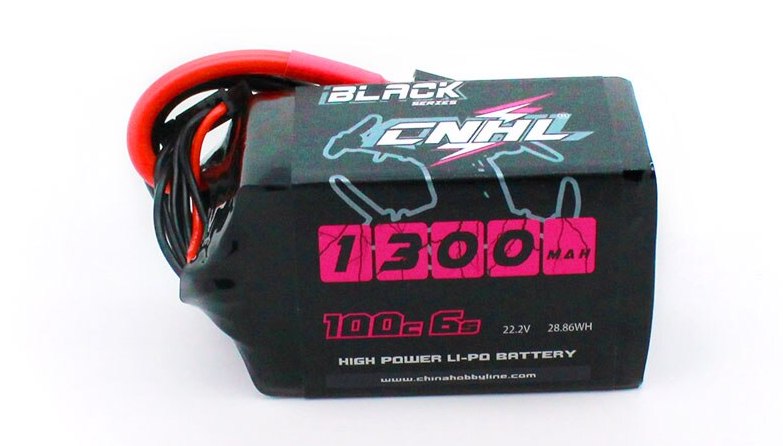 BLACK
SERIES
CNHL
1300 MAH
100C 6S 22.2V 28.86WH
HIGH POWER LI-PO BATTERY
www.chinahobbyline.com